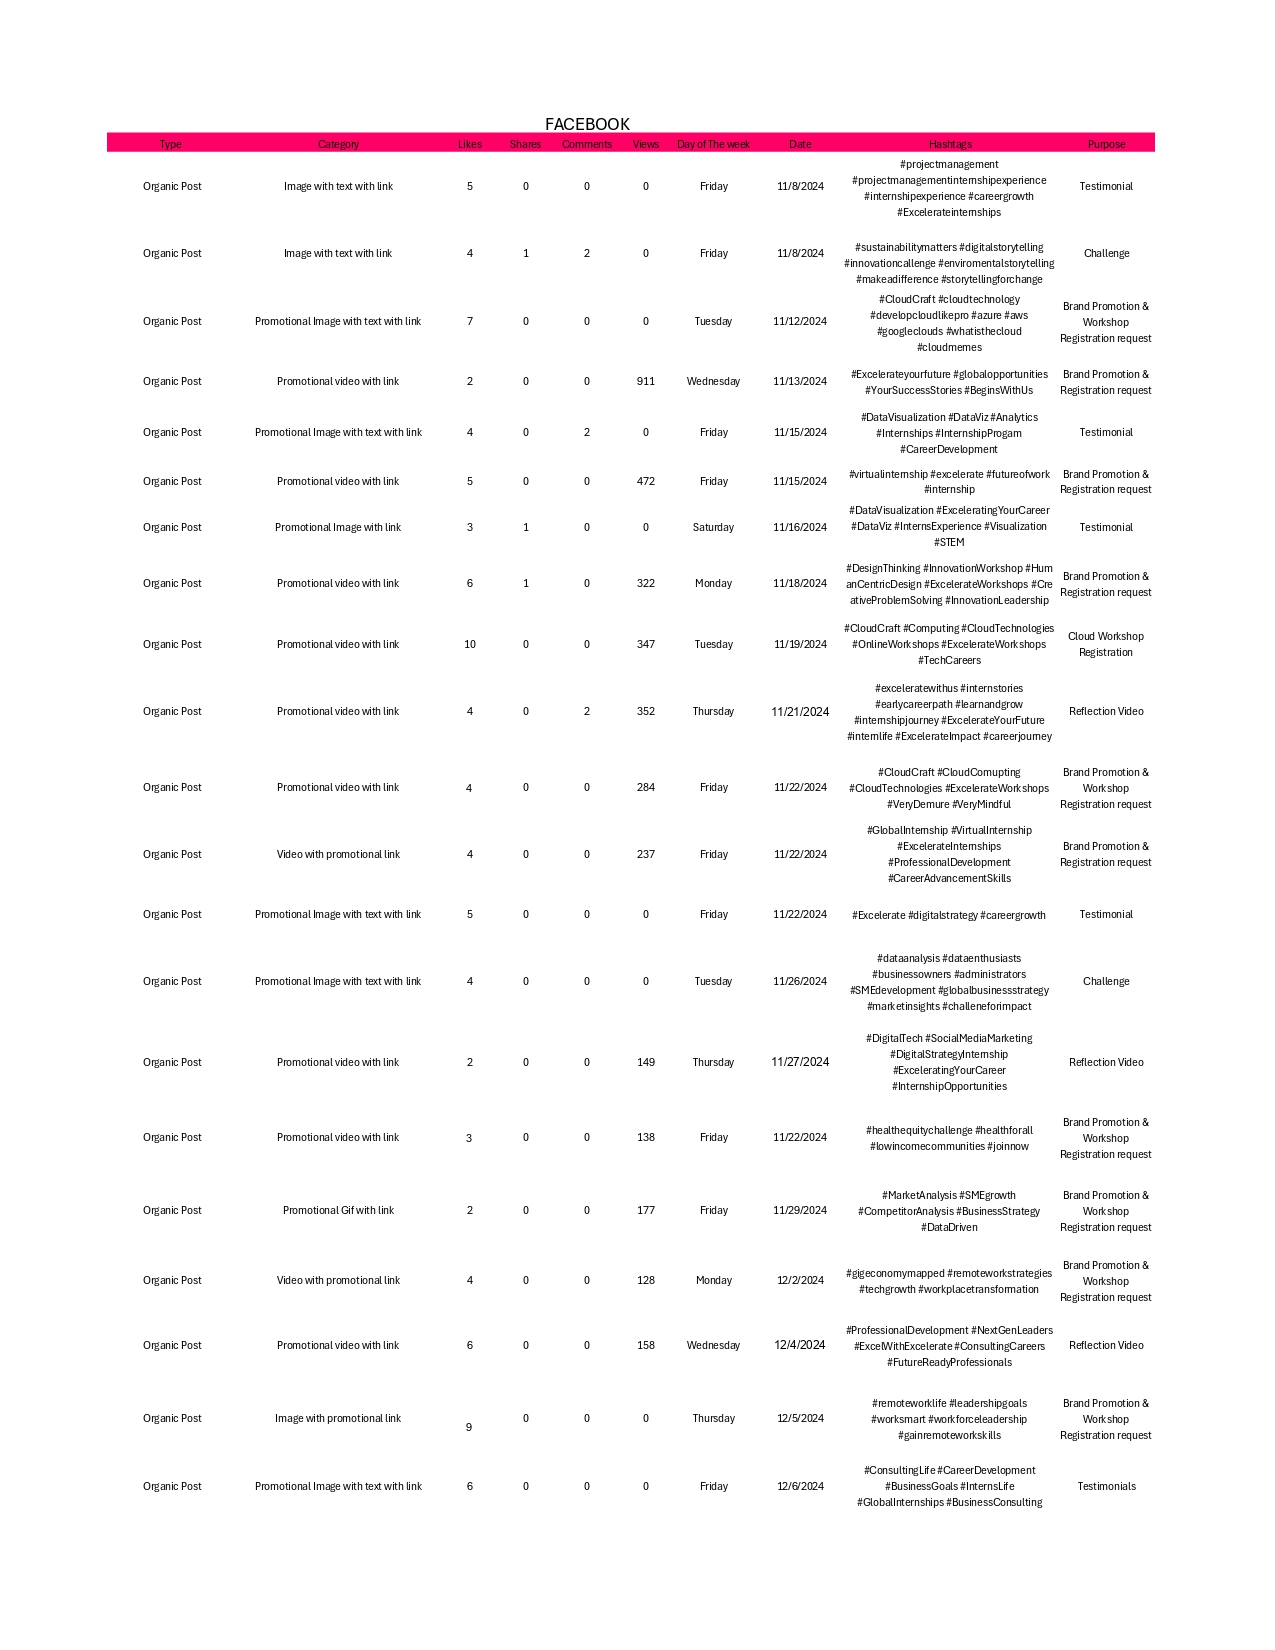 FACEBOOK
Type Category Likes Shares Comments Views Day of The week Date Hashtags Purpose
Organic Post Image with text with link 5 0 0 0 Friday 11/8/2024 #projectmanagement
#projectmanagementinternshipexperience
#internshipexperience #careergrowth
#Excelerateinternships Testimonial
Organic Post Image with text with link 4 1 2 0 Friday 11/8/2024 #sustainabilitymatters #digitalstorytelling
#innovationcallenge #enviromentalstorytelling
#makeadifference #storytellingforchange Challenge
Organic Post Promotional Image with text with link 7 0 0 0 Tuesday 11/12/2024 #CloudCraft #cloudtechnology
#developcloudlikepro #azure #aws
#googleclouds #whatisthecloud
#cloudmemes Brand Promotion &
Workshop
Registration request
Organic Post Promotional video with link 2 0 0 911 Wednesday 11/13/2024 #Excelerateyourfuture #globalopportunities
#YourSuccessStories #BeginsWithUs Brand Promotion &
Registration request
Organic Post Promotional Image with text with link 4 0 2 0 Friday 11/15/2024 #DataVisualization #DataViz #Analytics
#Internships #InternshipProgam
#CareerDevelopment Testimonial
Organic Post Promotional video with link 5 0 0 472 Friday 11/15/2024 #virtualinternship #excelerate #futureofwork
#internship Brand Promotion &
Registration request
Organic Post Promotional Image with link 3 1 0 0 Saturday 11/16/2024 #DataVisualization #ExceleratingYourCareer
#DataViz #InternsExperience #Visualization
#STEM Testimonial
Organic Post Promotional video with link 6 1 0 322 Monday 11/18/2024 #DesignThinking #InnovationWorkshop #Hum
anCentricDesign #ExcelerateWorkshops #Cre
ativeProblemSolving #InnovationLeadership Brand Promotion &
Registration request
Organic Post Promotional video with link 10 0 0 347 Tuesday 11/19/2024 #CloudCraft #Computing #CloudTechnologies
#OnlineWorkshops #ExcelerateWorkshops
#TechCareers Cloud Workshop
Registration
Organic Post Promotional video with link 4 0 2 352 Thursday 11/21/2024 #exceleratewithus #internstories
#earlycareerpath #learnandgrow
#internshipjourney #ExcelerateYourFuture
#internlife #ExcelerateImpact #careerjourney Reflection Video
Organic Post Promotional video with link 4 0 0 284 Friday 11/22/2024 #CloudCraft #CloudComupting
#CloudTechnologies #ExcelerateWorkshops
#VeryDemure #VeryMindful Brand Promotion &
Workshop
Registration request
Organic Post Video with promotional link 4 0 0 237 Friday 11/22/2024 #GlobalInternship #VirtualInternship
#ExcelerateInternships
#ProfessionalDevelopment
#CareerAdvancementSkills Brand Promotion &
Registration request
Organic Post Promotional Image with text with link 5 0 0 0 Friday 11/22/2024 #Excelerate #digitalstrategy #careergrowth Testimonial
Organic Post Promotional Image with text with link 4 0 0 0 Tuesday 11/26/2024 #dataanalysis #dataenthusiasts
#businessowners #administrators
#SMEdevelopment #globalbusinessstrategy
#marketinsights #challeneforimpact Challenge
Organic Post Promotional video with link 2 0 0 149 Thursday 11/27/2024 #DigitalTech #SocialMediaMarketing
#DigitalStrategyInternship
#ExceleratingYourCareer
#InternshipOpportunities Reflection Video
Organic Post Promotional video with link 3 0 0 138 Friday 11/22/2024 #healthequitychallenge #healthforall
#lowincomecommunities #joinnow Brand Promotion &
Workshop
Registration request
Organic Post Promotional Gif with link 2 0 0 177 Friday 11/29/2024 #MarketAnalysis #SMEgrowth
#CompetitorAnalysis #BusinessStrategy
#DataDriven Brand Promotion &
Workshop
Registration request
Organic Post Video with promotional link 4 0 0 128 Monday 12/2/2024 #gigeconomymapped #remoteworkstrategies
#techgrowth #workplacetransformation Brand Promotion &
Workshop
Registration request
Organic Post Promotional video with link 6 0 0 158 Wednesday 12/4/2024 #ProfessionalDevelopment #NextGenLeaders
#ExcelWithExcelerate #ConsultingCareers
#FutureReadyProfessionals Reflection Video
Organic Post Image with promotional link 9 0 0 0 Thursday 12/5/2024 #remoteworklife #leadershipgoals
#worksmart #workforceleadership
#gainremoteworkskills Brand Promotion &
Workshop
Registration request
Organic Post Promotional Image with text with link 6 0 0 0 Friday 12/6/2024 #ConsultingLife #CareerDevelopment
#BusinessGoals #InternsLife
#GlobalInternships #BusinessConsulting Testimonials